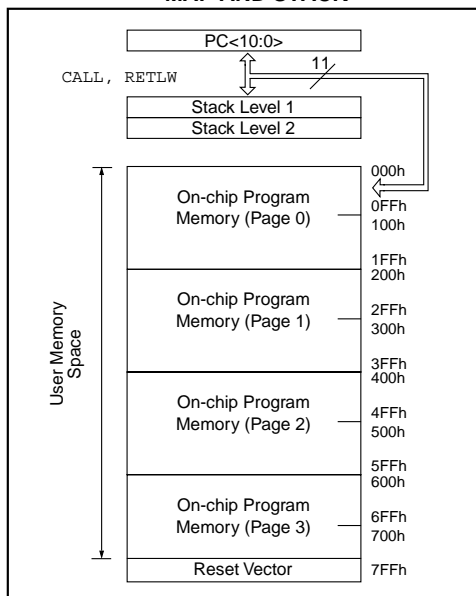 PC<10:0>
11
CALL, RETLW
Stack Level 1
Stack Level 2
User Memory
Space
000h
On-chip Program
Memory (Page 0)
0FFh
100h
1FFh
200h
On-chip Program
Memory (Page 1)
2FFh
300h
3FFh
400h
On-chip Program
Memory (Page 2)
4FFh
500h
5FFh
600h
On-chip Program
Memory (Page 3)
6FFh
700h
Reset Vector
7FFh